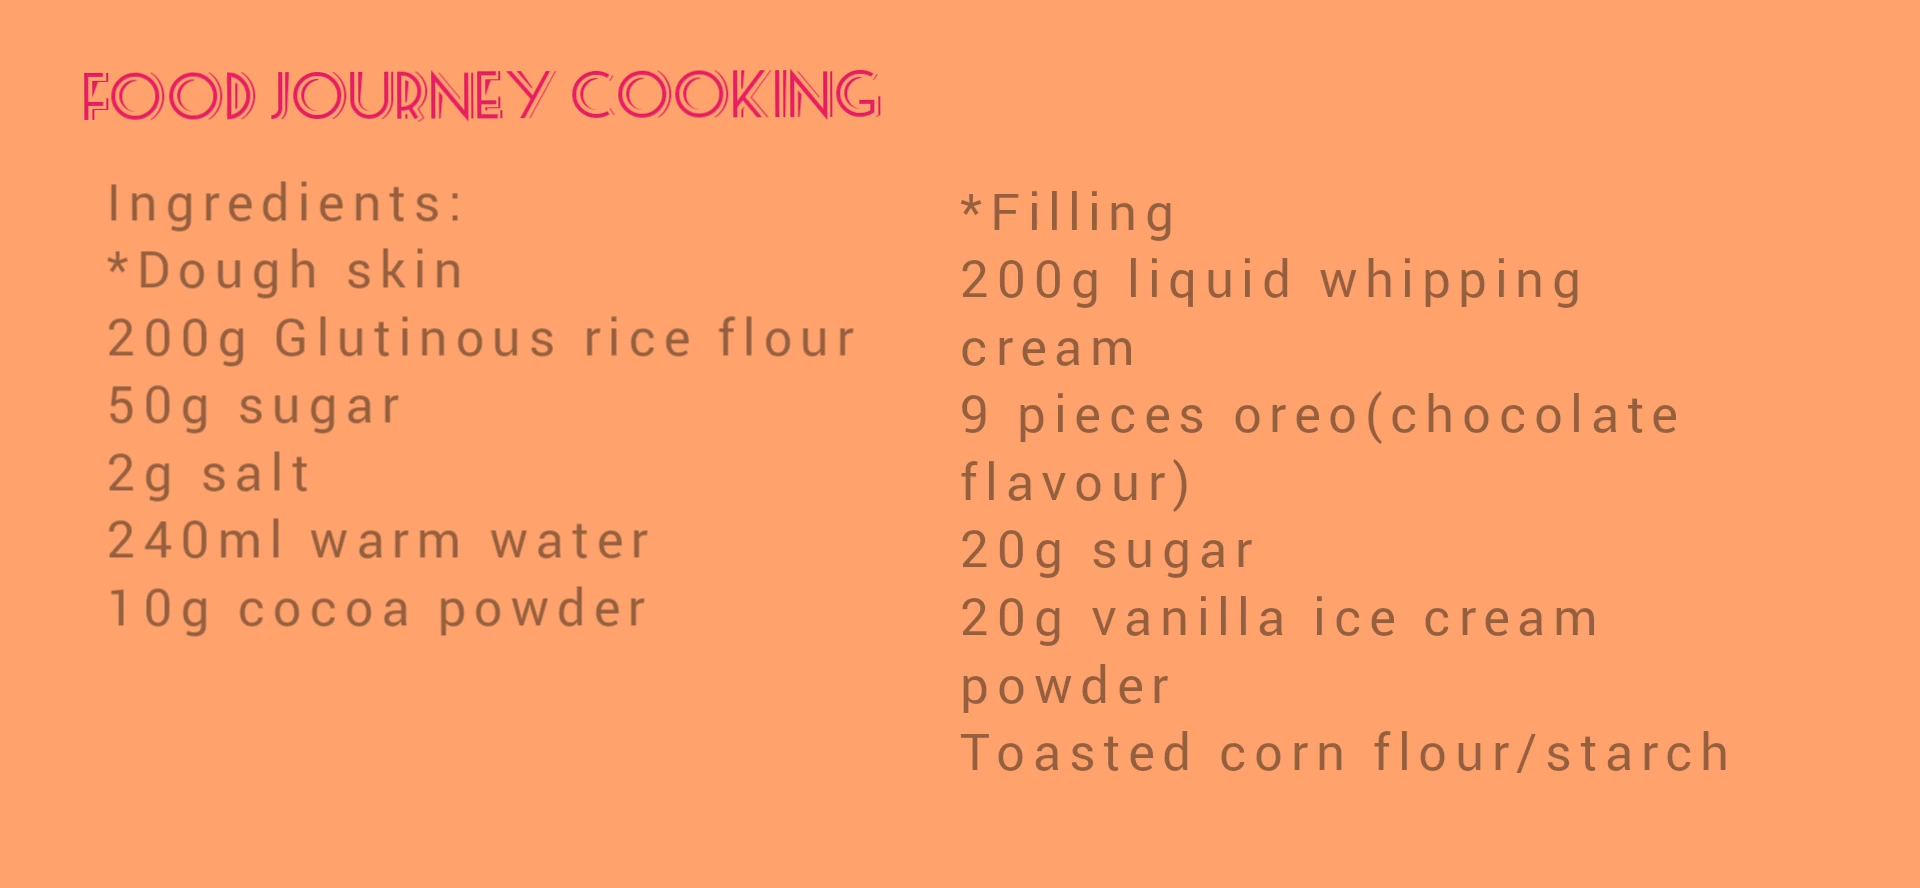 FOOD JOURNEY COOKING
Ingredients:
*Dough skin
200g Glutinous rice flour
50g sugar
2g salt
240ml warm water
10g cocoa powder
*Filling
200g liquid whipping
cream
9 pieces oreo(chocolate
flavour)
20g sugar
20g vanilla ice cream
powder
Toasted corn flour/starch